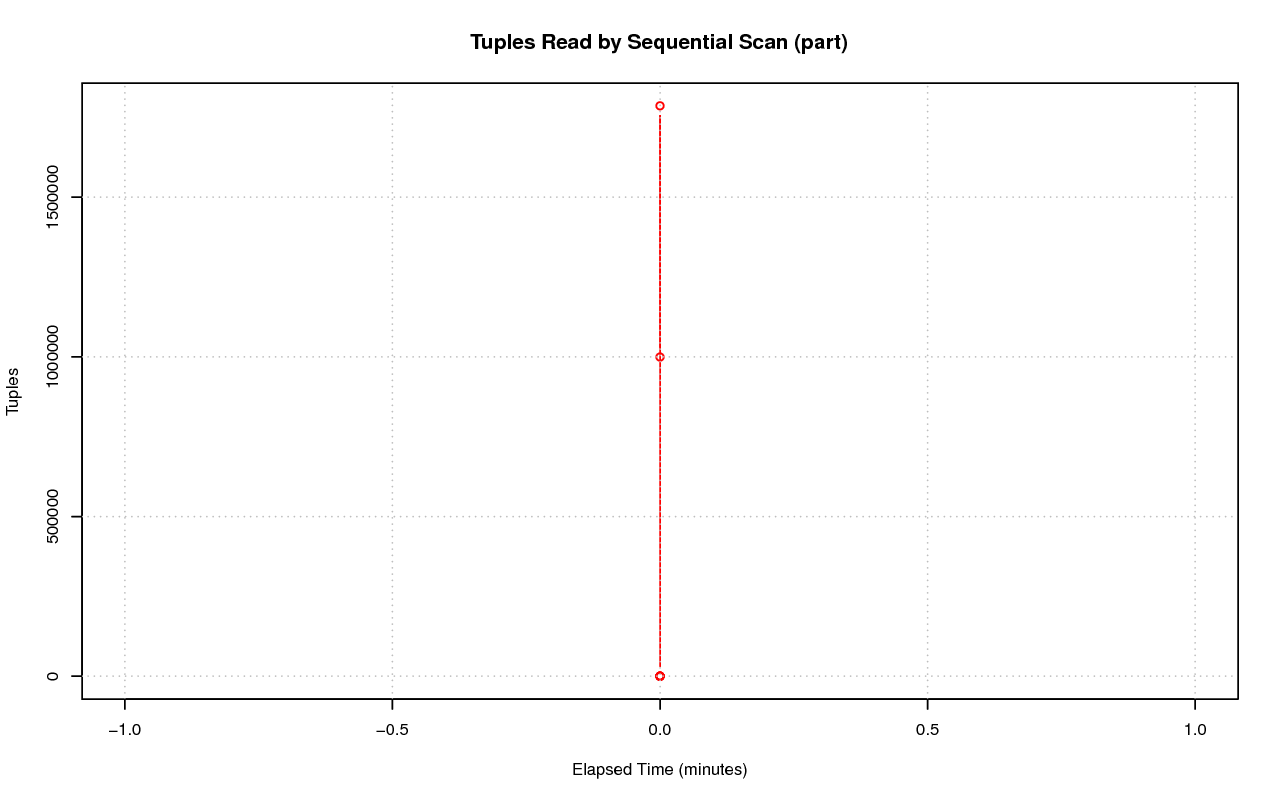 Tuples Read by Sequential Scan (part)
Tuples
1500000
1000000
500000
0
−1.0 −0.5 0.0 0.5 1.0
Elapsed Time (minutes)